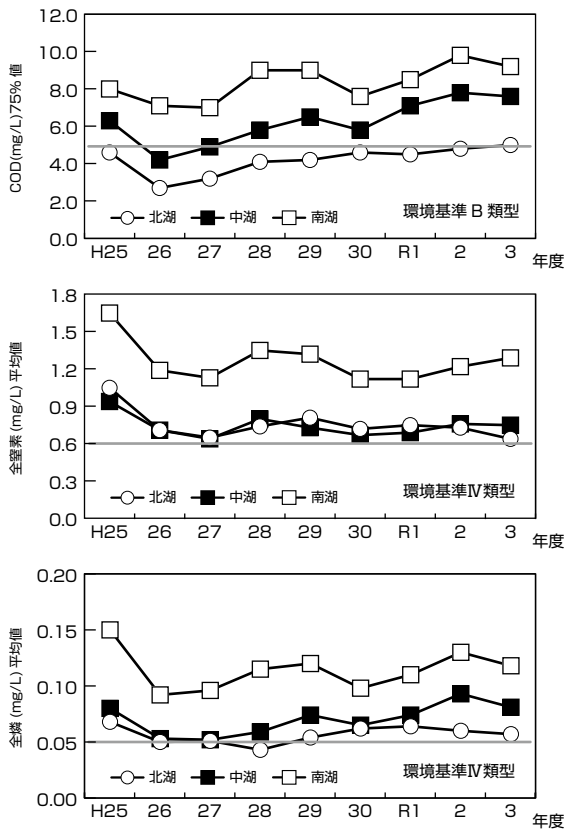 COD(mg/L)75%値
12.0
10.0
8.0
6.0
4.0
2.0
0.0
北湖 中湖 南湖 環境基準 B 類型
H25 26 27 28 29 30 R1 2 3 年度
全窒素(mg/L)平均値
1.8
1.5
1.2
0.9
0.6
0.3
0.0
北湖 中湖 南湖 環境基準Ⅳ類型
H25 26 27 28 29 30 R1 2 3 年度
全燐(mg/L)平均値
0.20
0.15
0.10
0.05
0.00
北湖 中湖 南湖 環境基準Ⅳ類型
H25 26 27 28 29 30 R1 2 3 年度